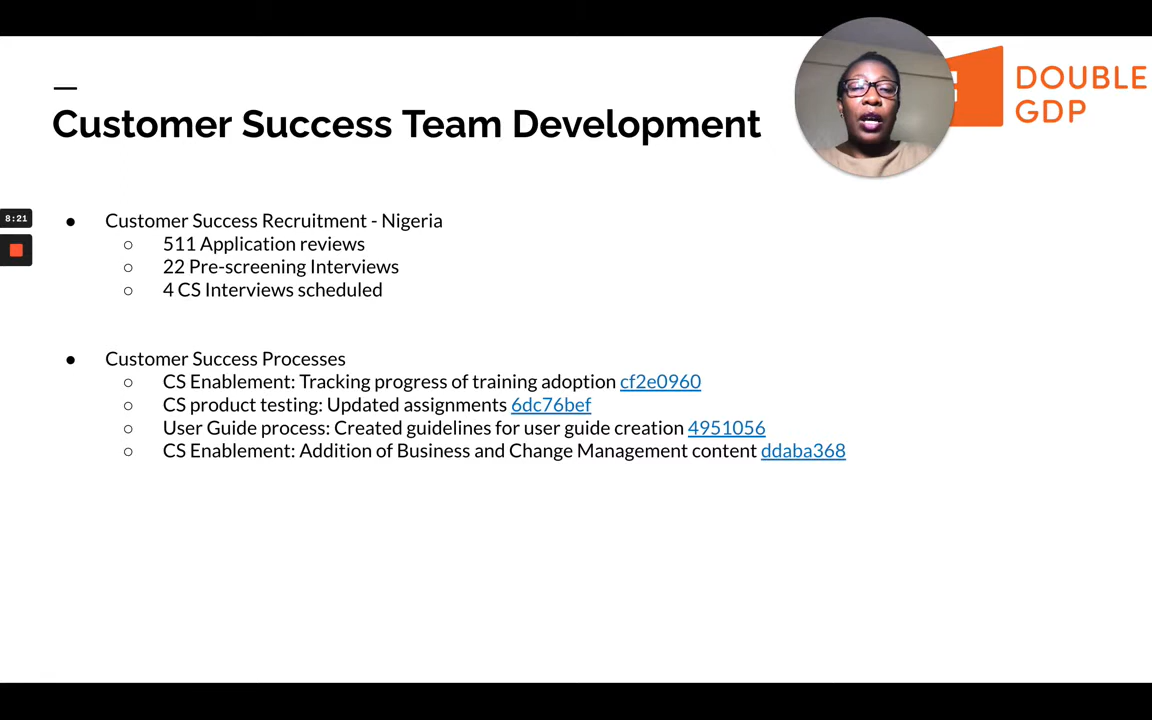 DOUBLE
GDP
Customer Success Team Development
8:21
● Customer Success Recruitment - Nigeria
○ 511 Application reviews
○ 22 Pre-screening Interviews
○ 4 CS Interviews scheduled
● Customer Success Processes
○ CS Enablement: Tracking progress of training adoption cf2e0960
○ CS product testing: Updated assignments 6dc76bef
○ User Guide process: Created guidelines for user guide creation 4951056
○ CS Enablement: Addition of Business and Change Management content ddaba368